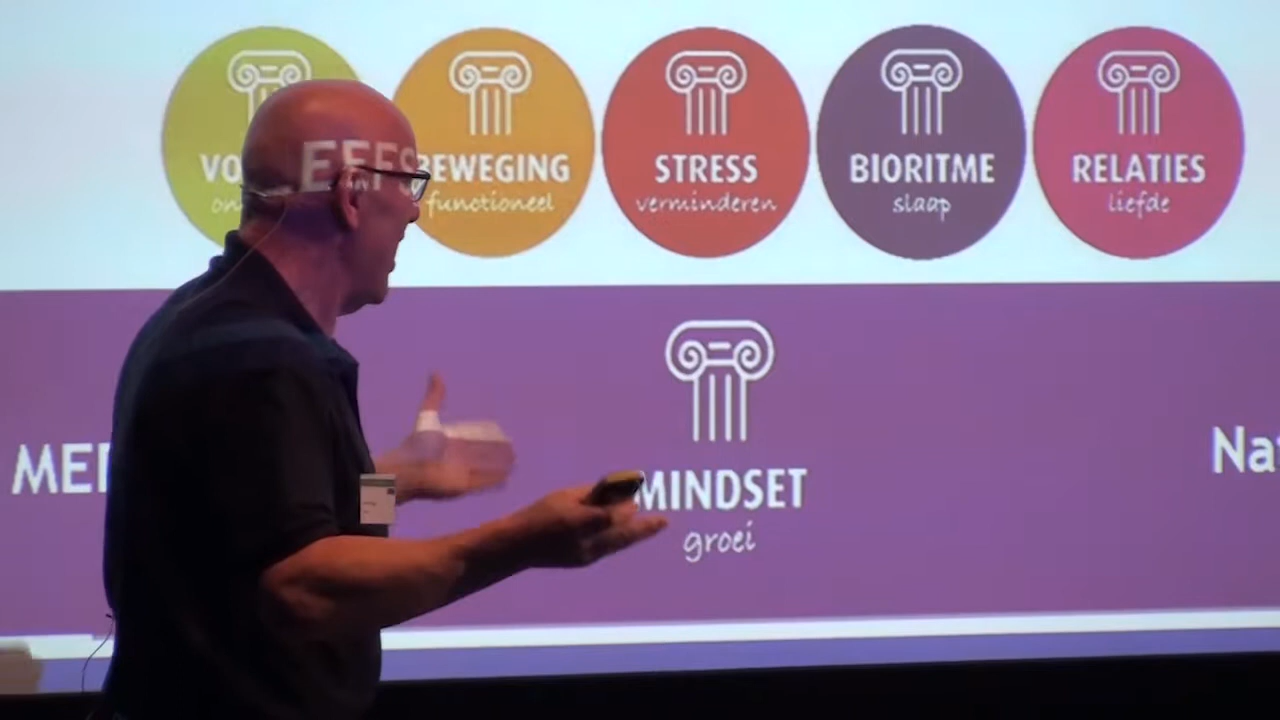 BEWEGING
functioneel
STRESS
verminderen
BIORITME
slaap
RELATIES
liefde
MINDSET
groei